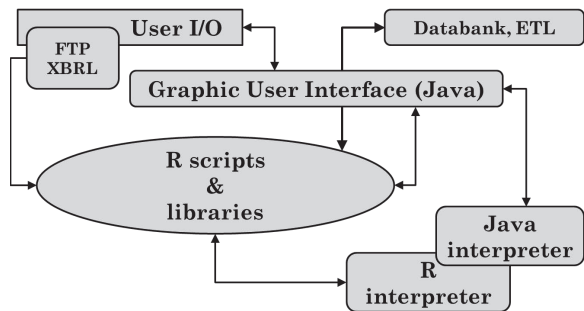 User I/O
FTP
XBRL
Databank, ETL
Graphic User Interface (Java)
R scripts
&
libraries
Java
interpreter
R
interpreter